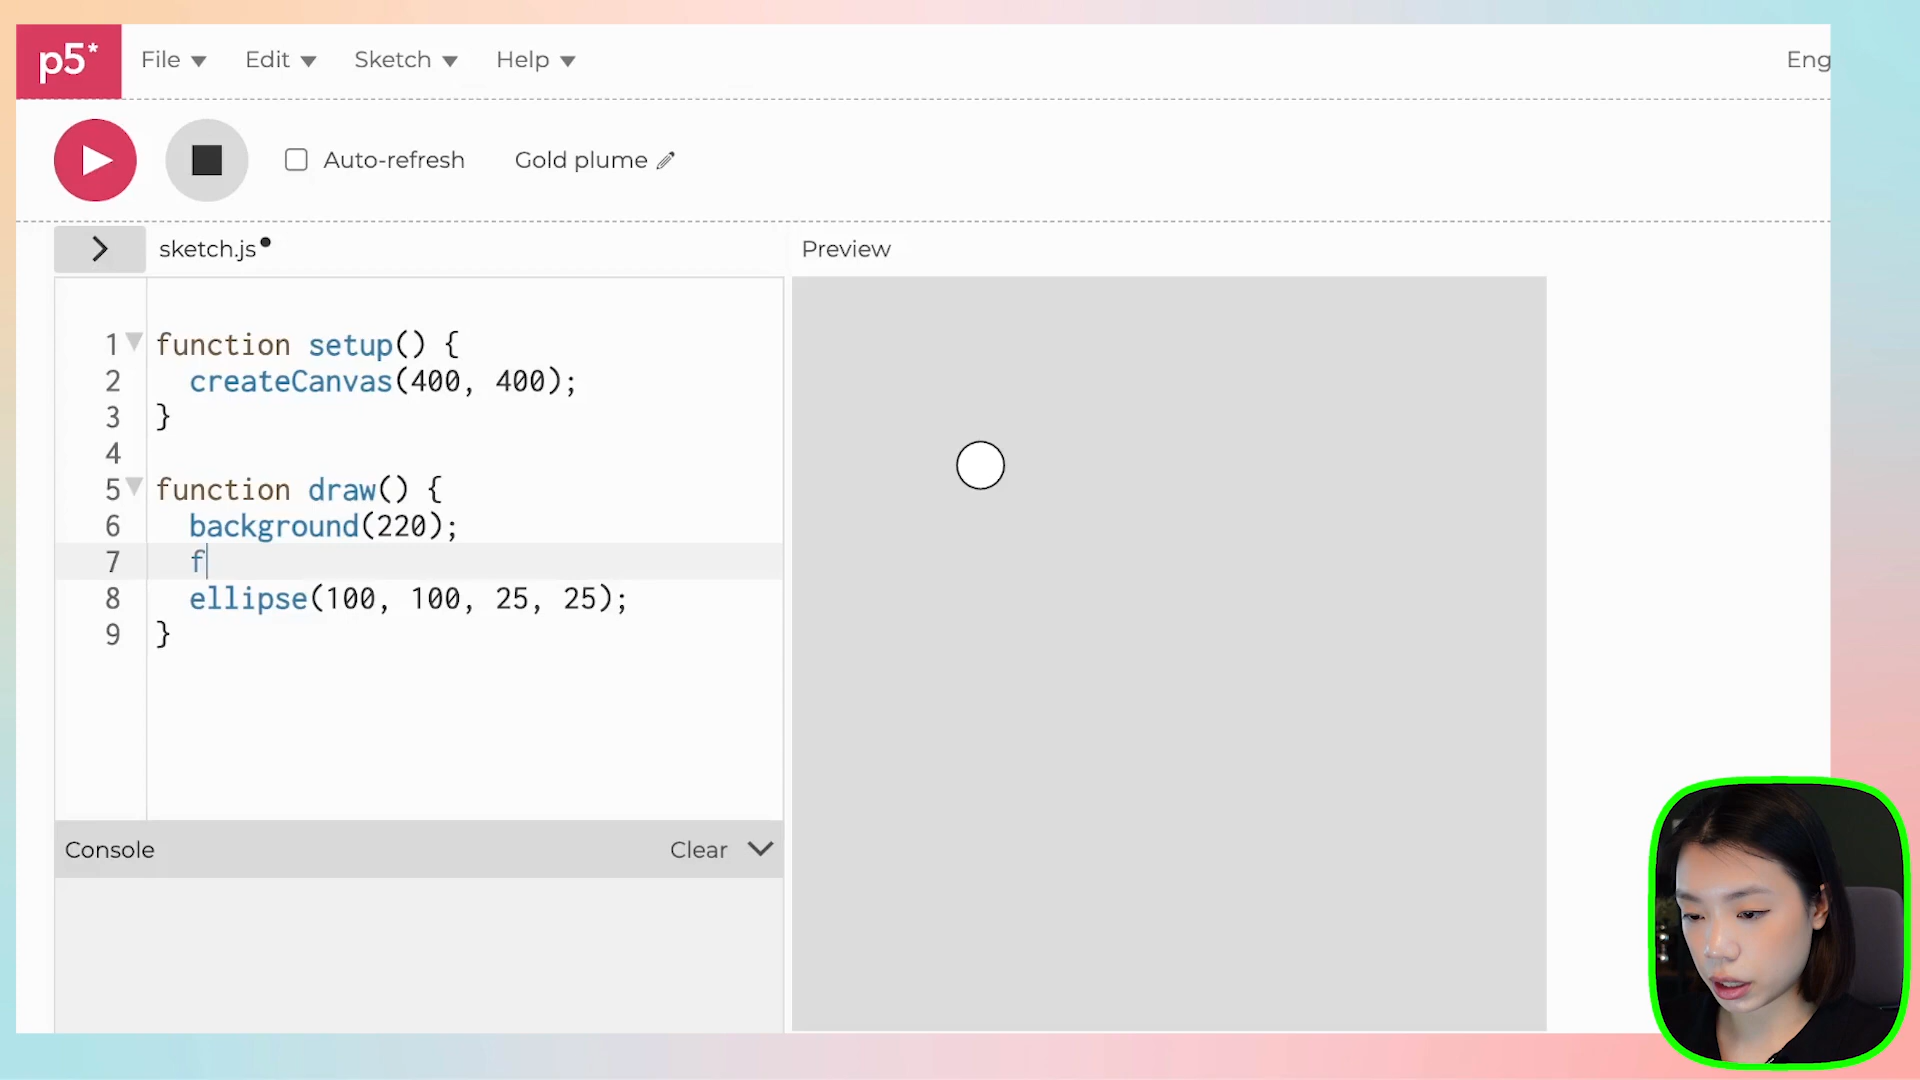 p5* File Edit Sketch Help Eng
Auto-refresh Gold plume
sketch.js Preview
1 function setup() {
2 createCanvas(400, 400);
3 }
4
5 function draw() {
6 background(220);
7 f
8 ellipse(100, 100, 25, 25);
9 }
Console Clear